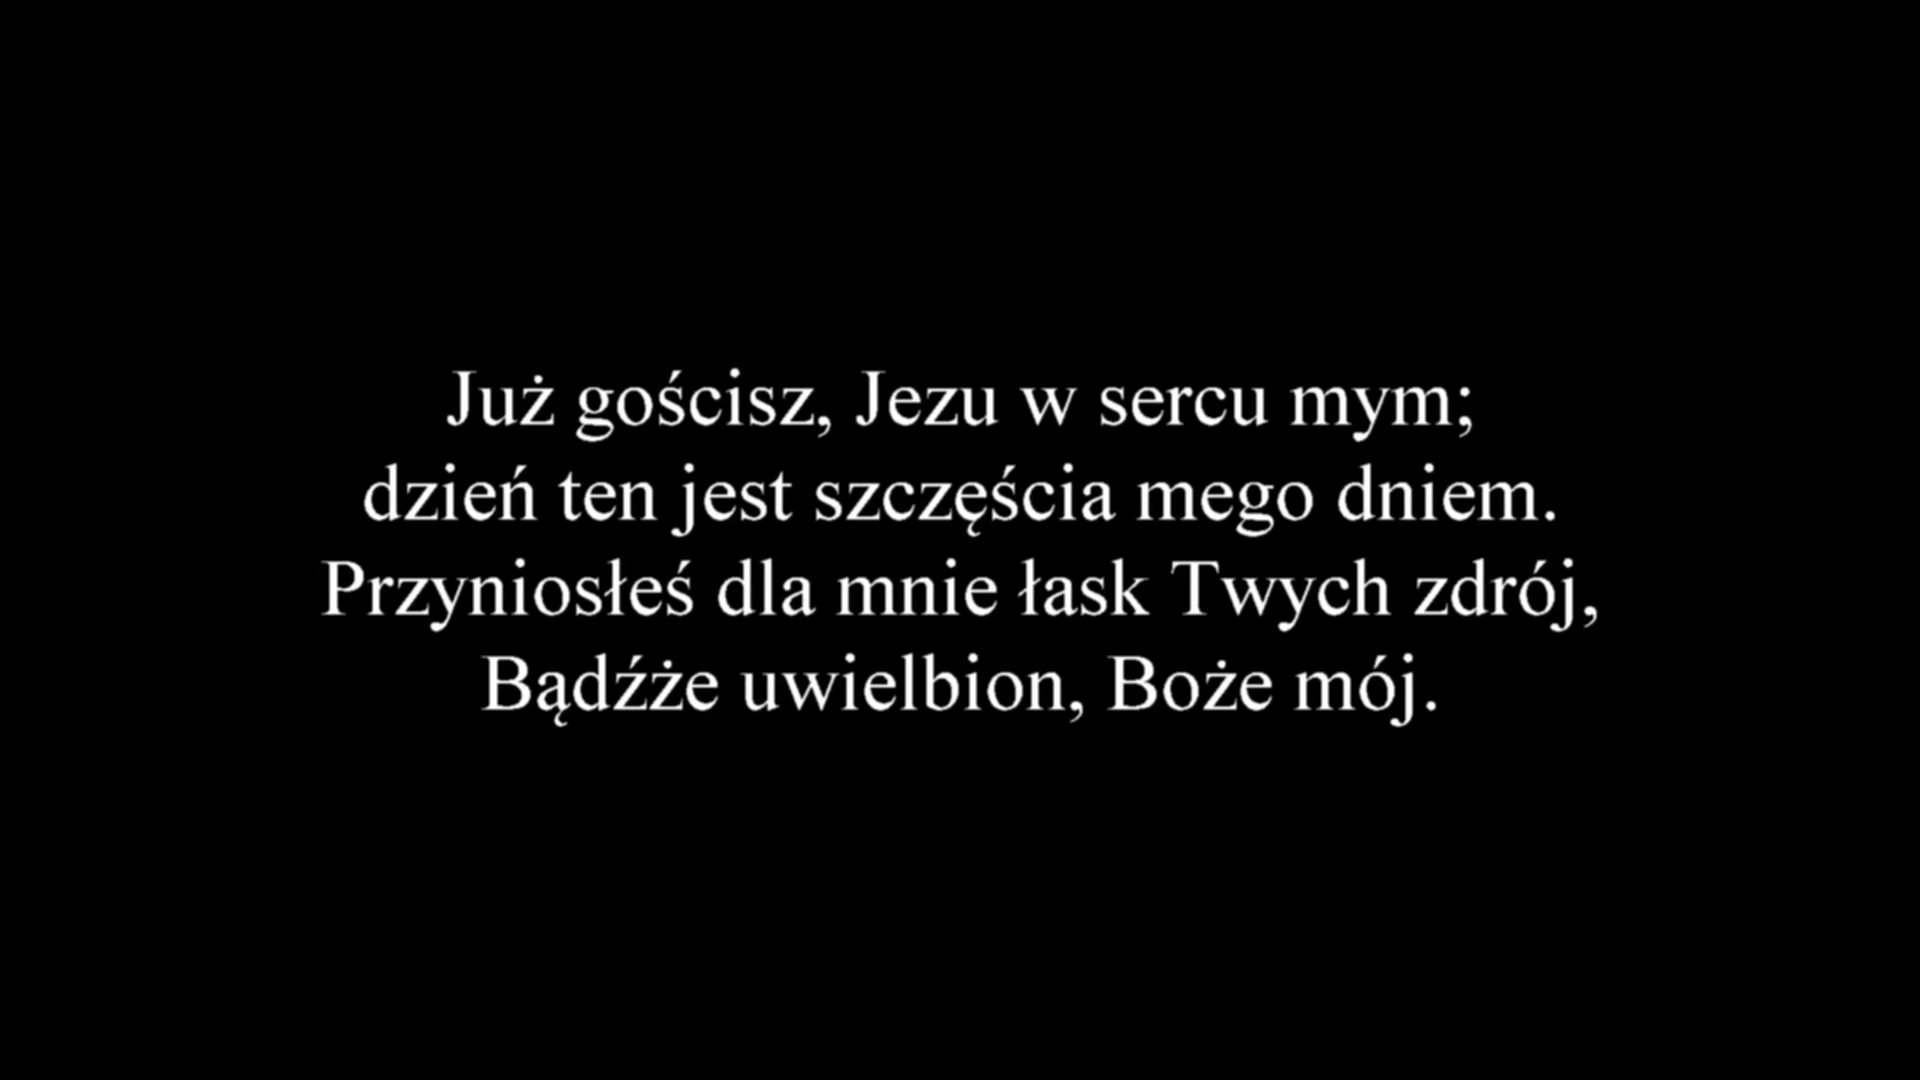 Już gościsz, Jezu w sercu mym;
dzień ten jest szczęścia mego dniem.
Przyniosłeś dla mnie łask Twych zdrój,
Bądźże uwielbion, Boże mój.